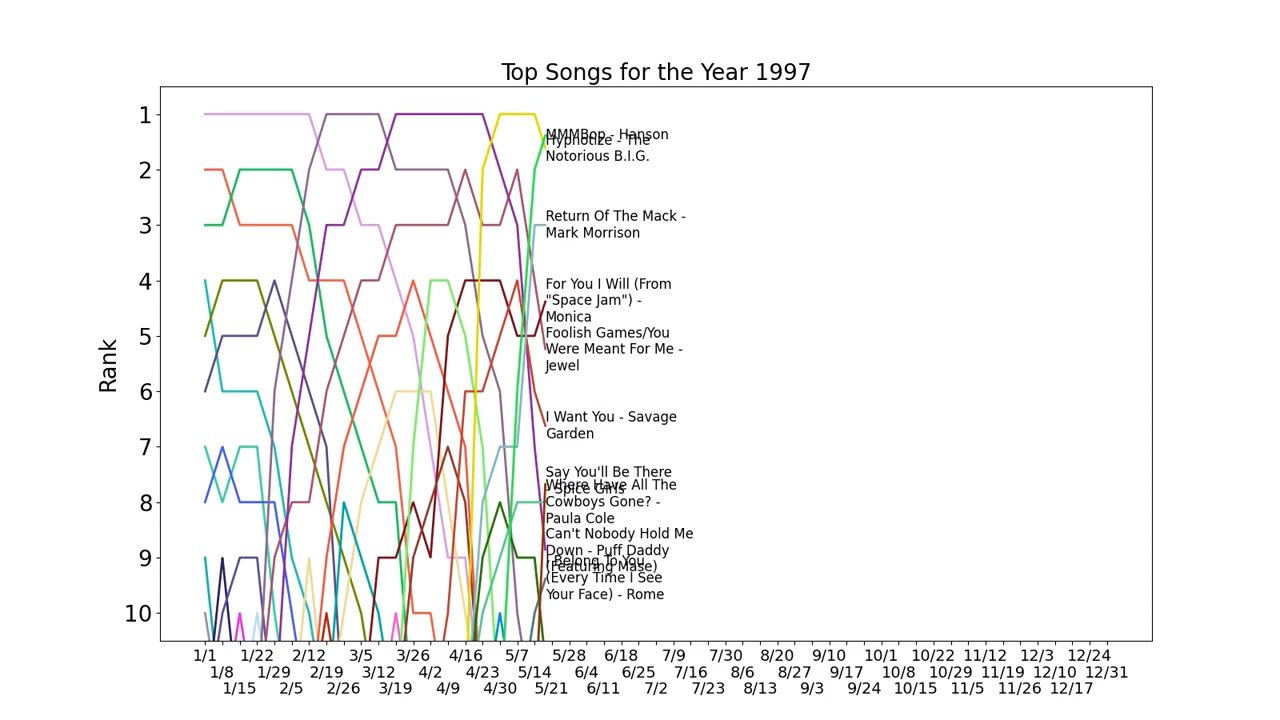 Top Songs for the Year 1997
Rank
1
2
3
4
5
6
7
8
9
10
MMMBop - Hanson
Hypnotize - The
Notorious B.I.G.
Return Of The Mack -
Mark Morrison
For You I Will (From
"Space Jam") -
Monica
Foolish Games/You
Were Meant For Me -
Jewel
I Want You - Savage
Garden
Say You'll Be There
- Spice Girls
Where Have All The
Cowboys Gone? -
Paula Cole
Can't Nobody Hold Me
Down - Puff Daddy
(Featuring Mase)
I Belong To You
(Every Time I See
Your Face) - Rome
1/1 1/22 2/12 3/5 3/26 4/16 5/7 5/28 6/18 7/9 7/30 8/20 9/10 10/1 10/22 11/12 12/3 12/24
1/8 1/29 2/19 3/12 4/2 4/23 5/14 6/4 6/25 7/16 8/6 8/27 9/17 10/8 10/29 11/19 12/10 12/31
1/15 2/5 2/26 3/19 4/9 4/30 5/21 6/11 7/2 7/23 8/13 9/3 9/24 10/15 11/5 11/26 12/17